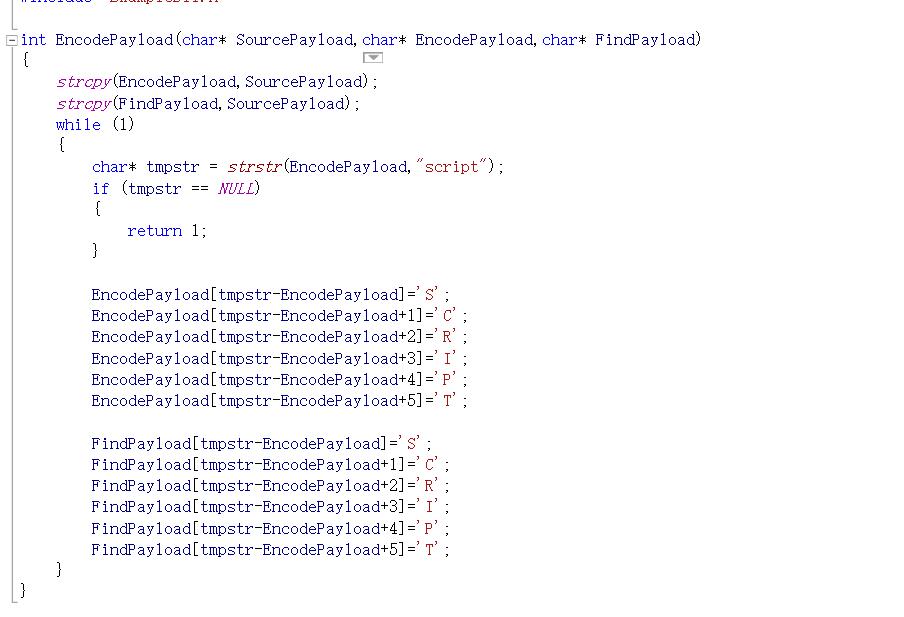 int EncodePayload(char* SourcePayload,char* EncodePayload,char* FindPayload)
{
strcpy(EncodePayload,SourcePayload);
strcpy(FindPayload,SourcePayload);
while (1)
{
char* tmpstr = strstr(EncodePayload,"script");
if (tmpstr == NULL)
{
return 1;
}
EncodePayload[tmpstr-EncodePayload]='S';
EncodePayload[tmpstr-EncodePayload+1]='C';
EncodePayload[tmpstr-EncodePayload+2]='R';
EncodePayload[tmpstr-EncodePayload+3]='I';
EncodePayload[tmpstr-EncodePayload+4]='P';
EncodePayload[tmpstr-EncodePayload+5]='T';
FindPayload[tmpstr-EncodePayload]='S';
FindPayload[tmpstr-EncodePayload+1]='C';
FindPayload[tmpstr-EncodePayload+2]='R';
FindPayload[tmpstr-EncodePayload+3]='I';
FindPayload[tmpstr-EncodePayload+4]='P';
FindPayload[tmpstr-EncodePayload+5]='T';
}
}